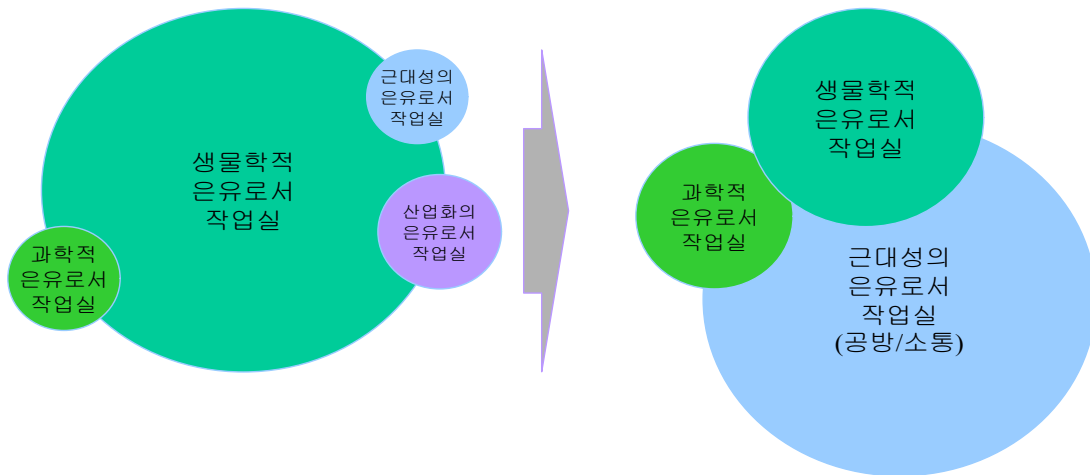 근대성의
은유로서
작업실
생물학적
은유로서
작업실
산업화의
은유로서
작업실
과학적
은유로서
작업실
생물학적
은유로서
작업실
과학적
은유로서
작업실
근대성의
은유로서
작업실
(공방/소통)